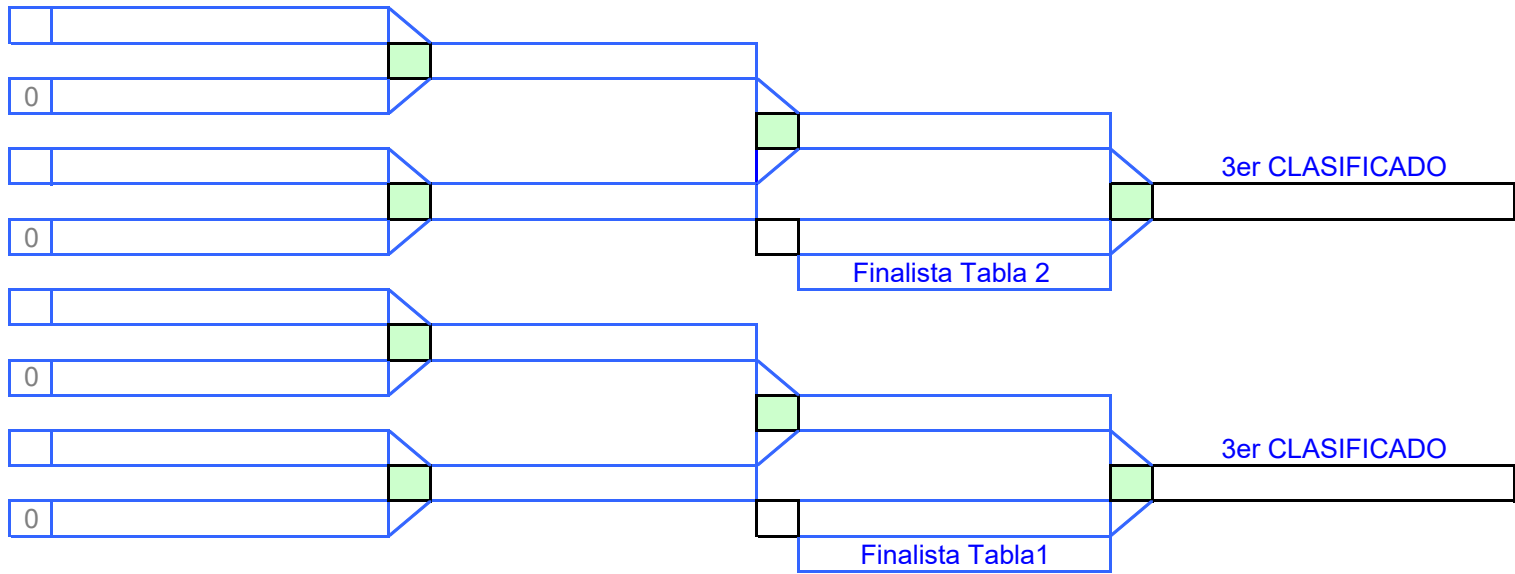 0
3er CLASIFICADO
0
Finalista Tabla 2
0
3er CLASIFICADO
0
Finalista Tabla1